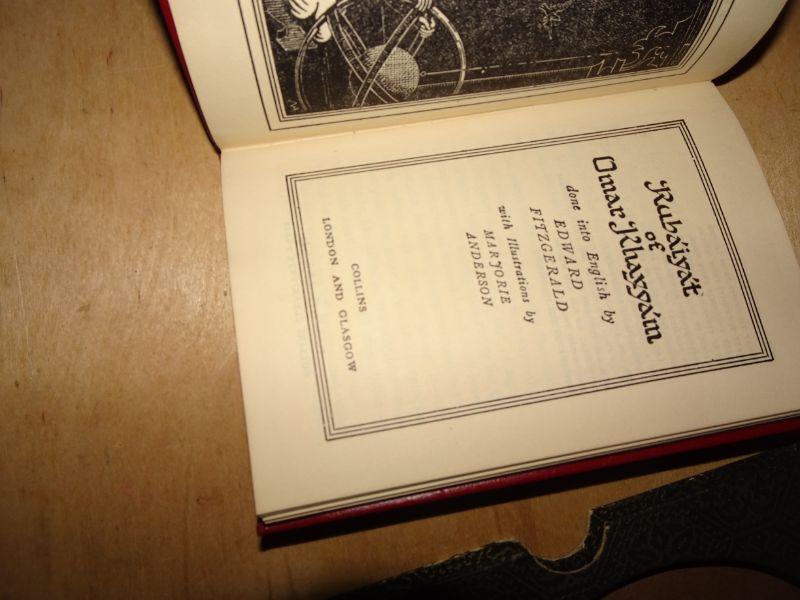 Rubáiyát
of
Omar Khayyám
done into English by
EDWARD
FITZGERALD
with Illustrations by
MARJORIE
ANDERSON
COLLINS
LONDON AND GLASGOW